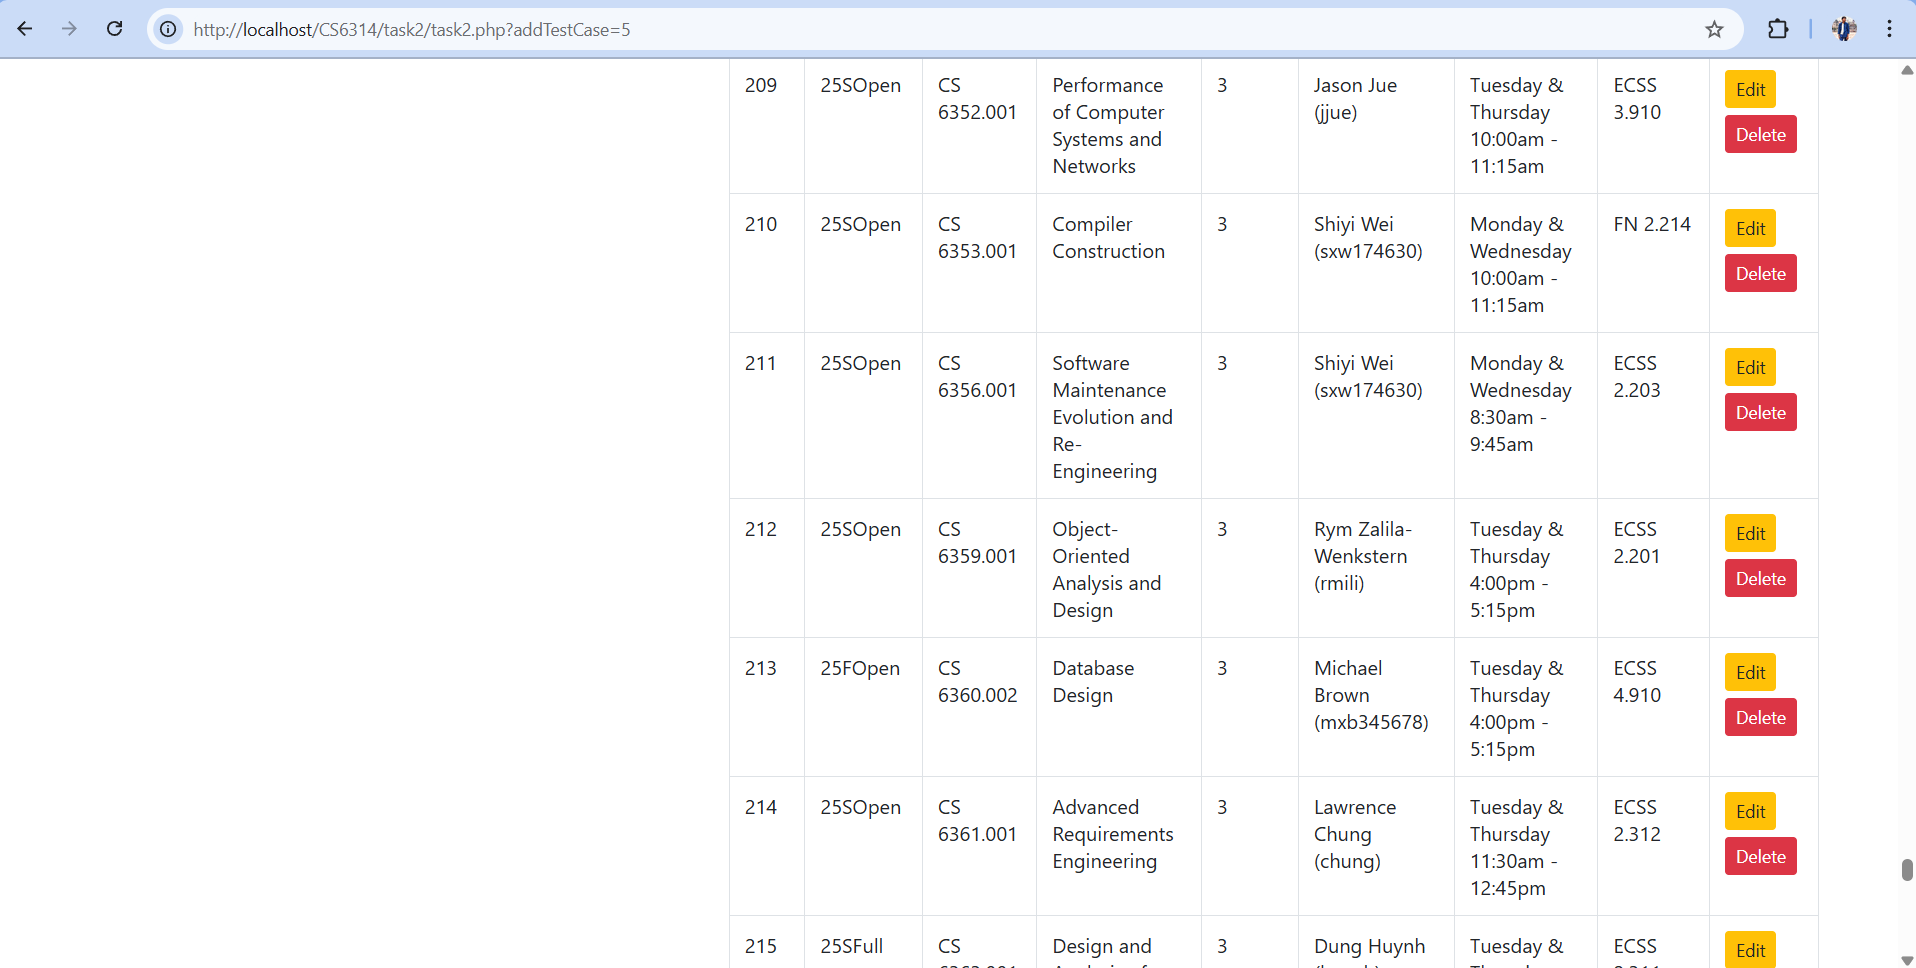 http://localhost/CS6314/task2/task2.php?addTestCase=5
209
25SOpen
CS
6352.001
Performance
of Computer
Systems and
Networks
3
Jason Jue
(jjue)
Tuesday &
Thursday
10:00am -
11:15am
ECSS
3.910
Edit
Delete
210
25SOpen
CS
6353.001
Compiler
Construction
3
Shiyi Wei
(sxw174630)
Monday &
Wednesday
10:00am -
11:15am
FN 2.214
Edit
Delete
211
25SOpen
CS
6356.001
Software
Maintenance
Evolution and
Re-
Engineering
3
Shiyi Wei
(sxw174630)
Monday &
Wednesday
8:30am -
9:45am
ECSS
2.203
Edit
Delete
212
25SOpen
CS
6359.001
Object-
Oriented
Analysis and
Design
3
Rym Zalila-
Wenkstern
(rmili)
Tuesday &
Thursday
4:00pm -
5:15pm
ECSS
2.201
Edit
Delete
213
25FOpen
CS
6360.002
Database
Design
3
Michael
Brown
(mxb345678)
Tuesday &
Thursday
4:00pm -
5:15pm
ECSS
4.910
Edit
Delete
214
25SOpen
CS
6361.001
Advanced
Requirements
Engineering
3
Lawrence
Chung
(chung)
Tuesday &
Thursday
11:30am -
12:45pm
ECSS
2.312
Edit
Delete
215
25SFull
CS
Design and
3
Dung Huynh
Tuesday &
ECSS
Edit